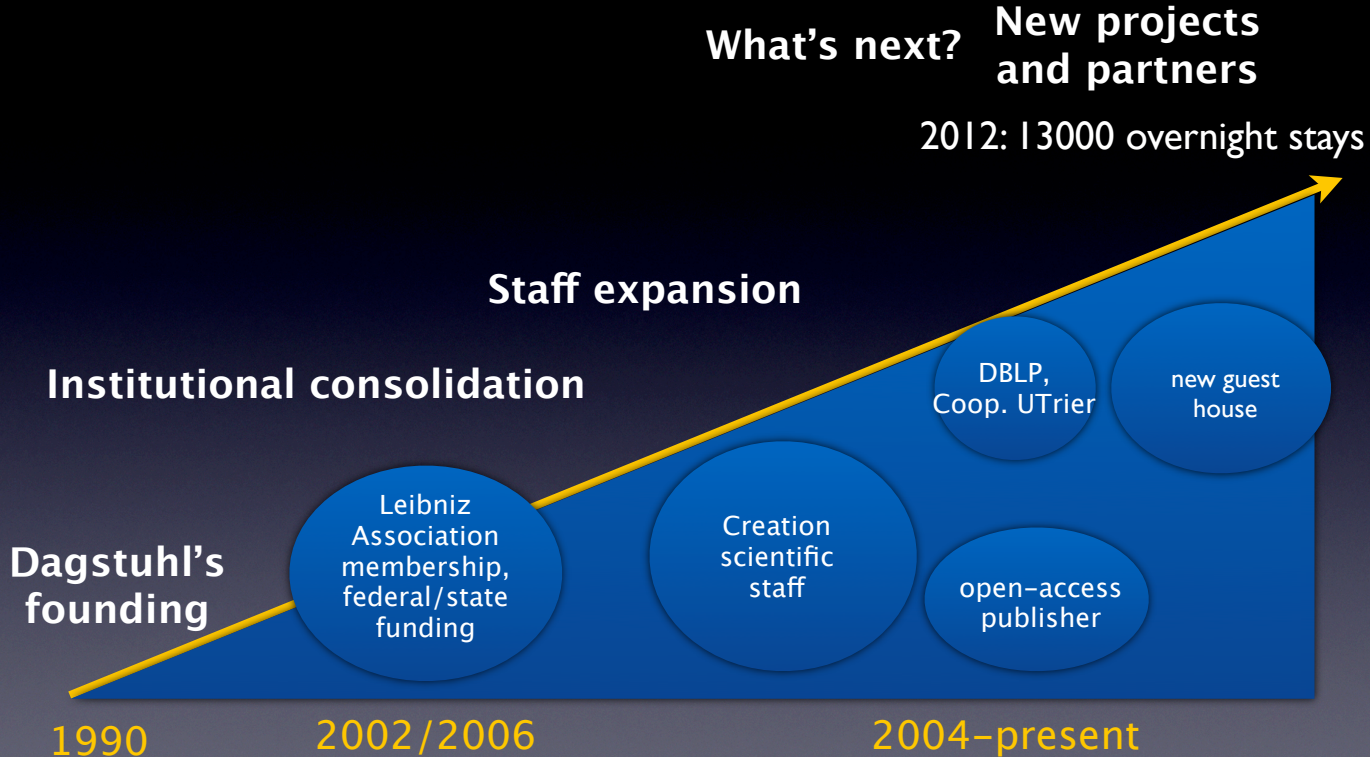 What's next?
New projects
and partners
2012: 13000 overnight stays
Staff expansion
Institutional consolidation
DBLP,
Coop. UTrier
new guest
house
Leibniz
Association
membership,
federal/state
funding
Creation
scientific
staff
Dagstuhl's
founding
open-access
publisher
1990
2002/2006
2004-present